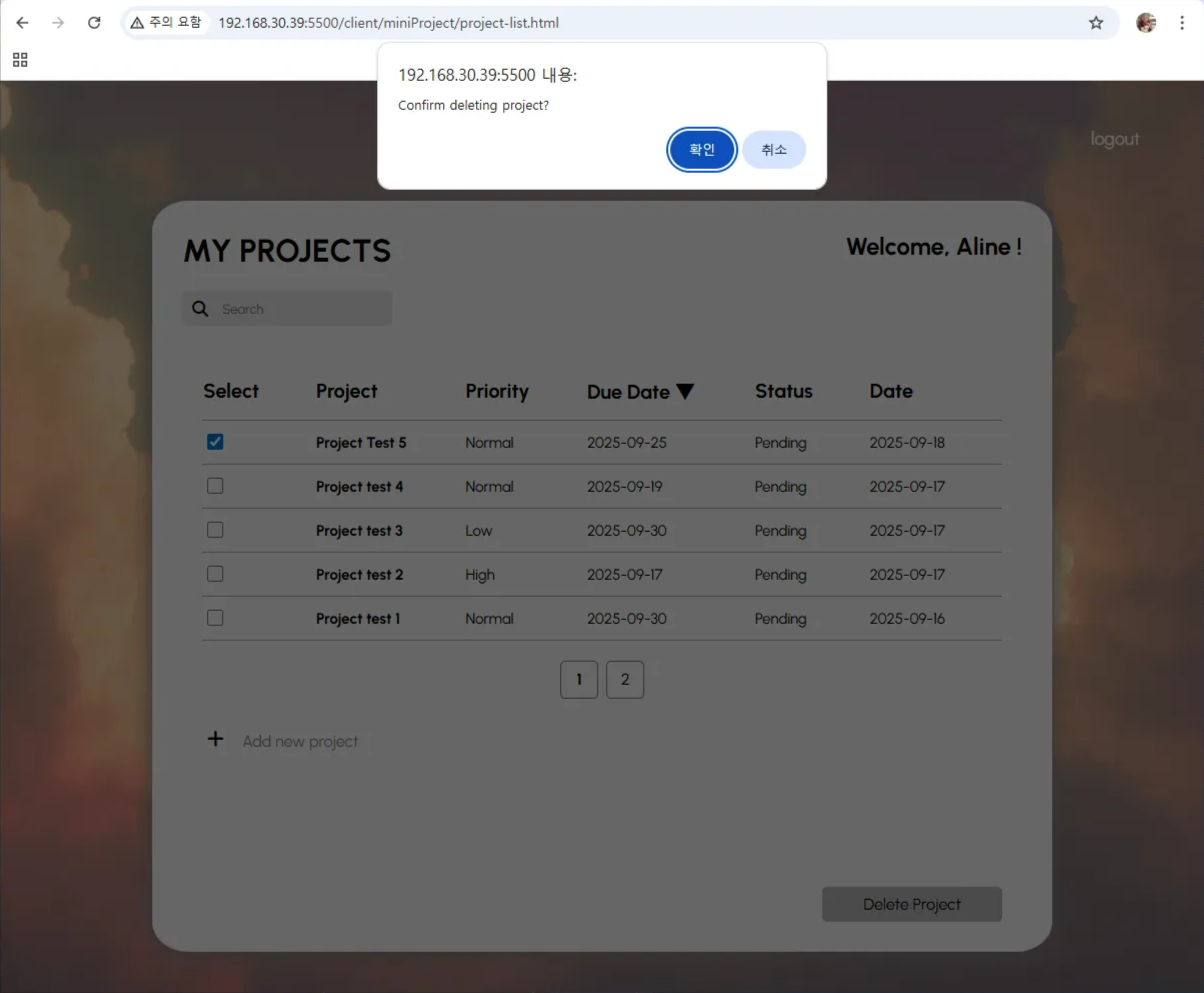 주의 요함 192.168.30.39:5500/client/miniProject/project-list.html
192.168.30.39:5500 내용:
Confirm deleting project?
확인 취소
logout
MY PROJECTS Welcome, Aline !
Search
Select Project Priority Due Date ▼ Status Date
Project Test 5 Normal 2025-09-25 Pending 2025-09-18
Project test 4 Normal 2025-09-19 Pending 2025-09-17
Project test 3 Low 2025-09-30 Pending 2025-09-17
Project test 2 High 2025-09-17 Pending 2025-09-17
Project test 1 Normal 2025-09-30 Pending 2025-09-16
1 2
+ Add new project
Delete Project